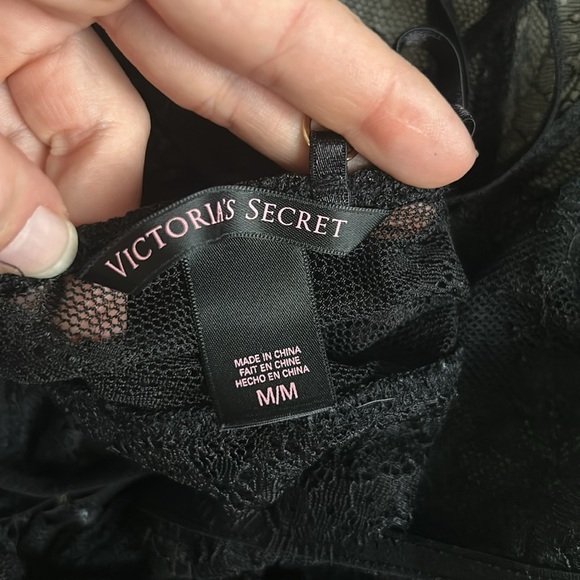 VICTORIA'S SECRET
MADE IN CHINA
FAIT EN CHINE
HECHO EN CHINA
M/M